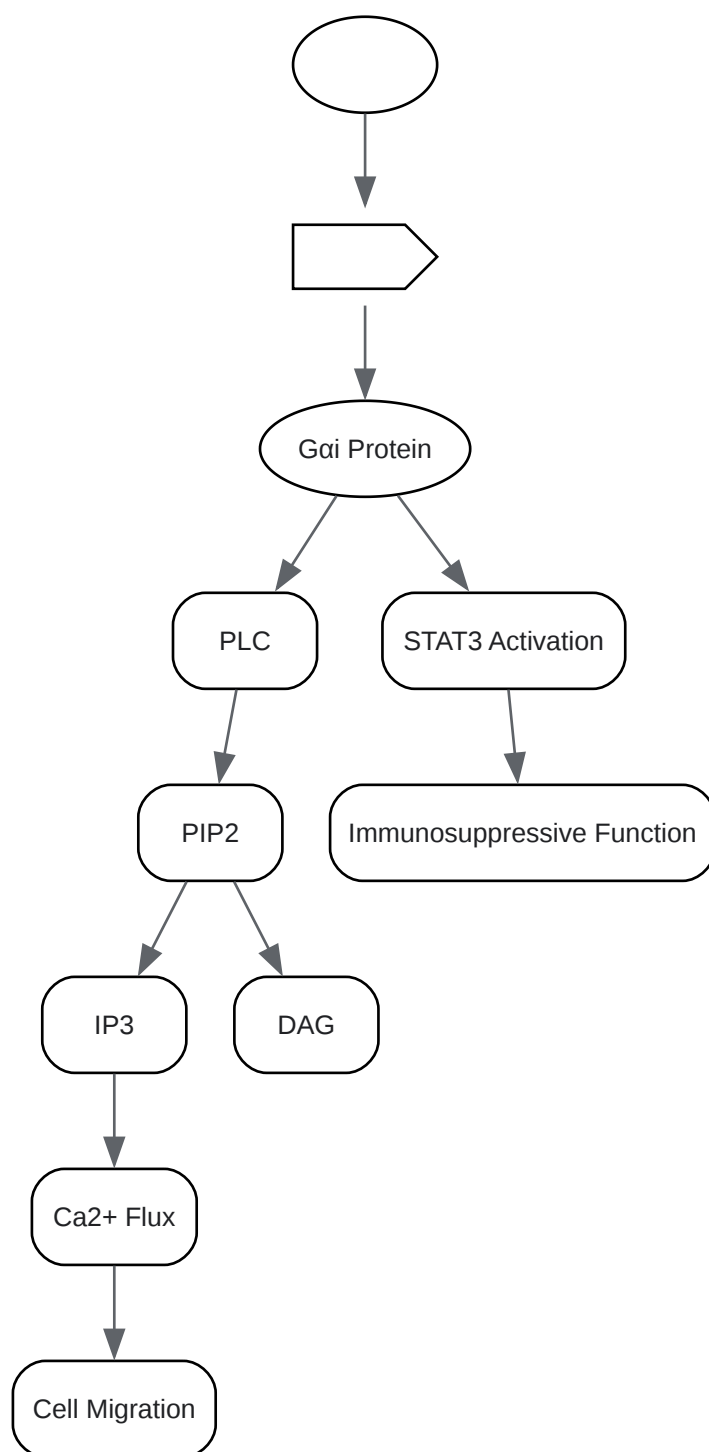 Gαi Protein
PLC
STAT3 Activation
PIP2
Immunosuppressive Function
IP3
DAG
Ca2+ Flux
Cell Migration